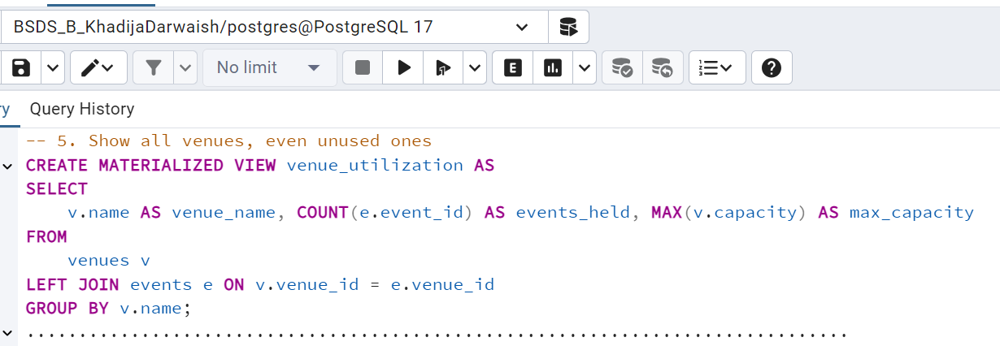 BSDS_B_KhadijaDarwaish/postgres@PostgreSQL 17
No limit
E
ry Query History
-- 5. Show all venues, even unused ones
CREATE MATERIALIZED VIEW venue_utilization AS
SELECT
v.name AS venue_name, COUNT(e.event_id) AS events_held, MAX(v.capacity) AS max_capacity
FROM
venues v
LEFT JOIN events e ON v.venue_id = e.venue_id
GROUP BY v.name;
...............................................................................